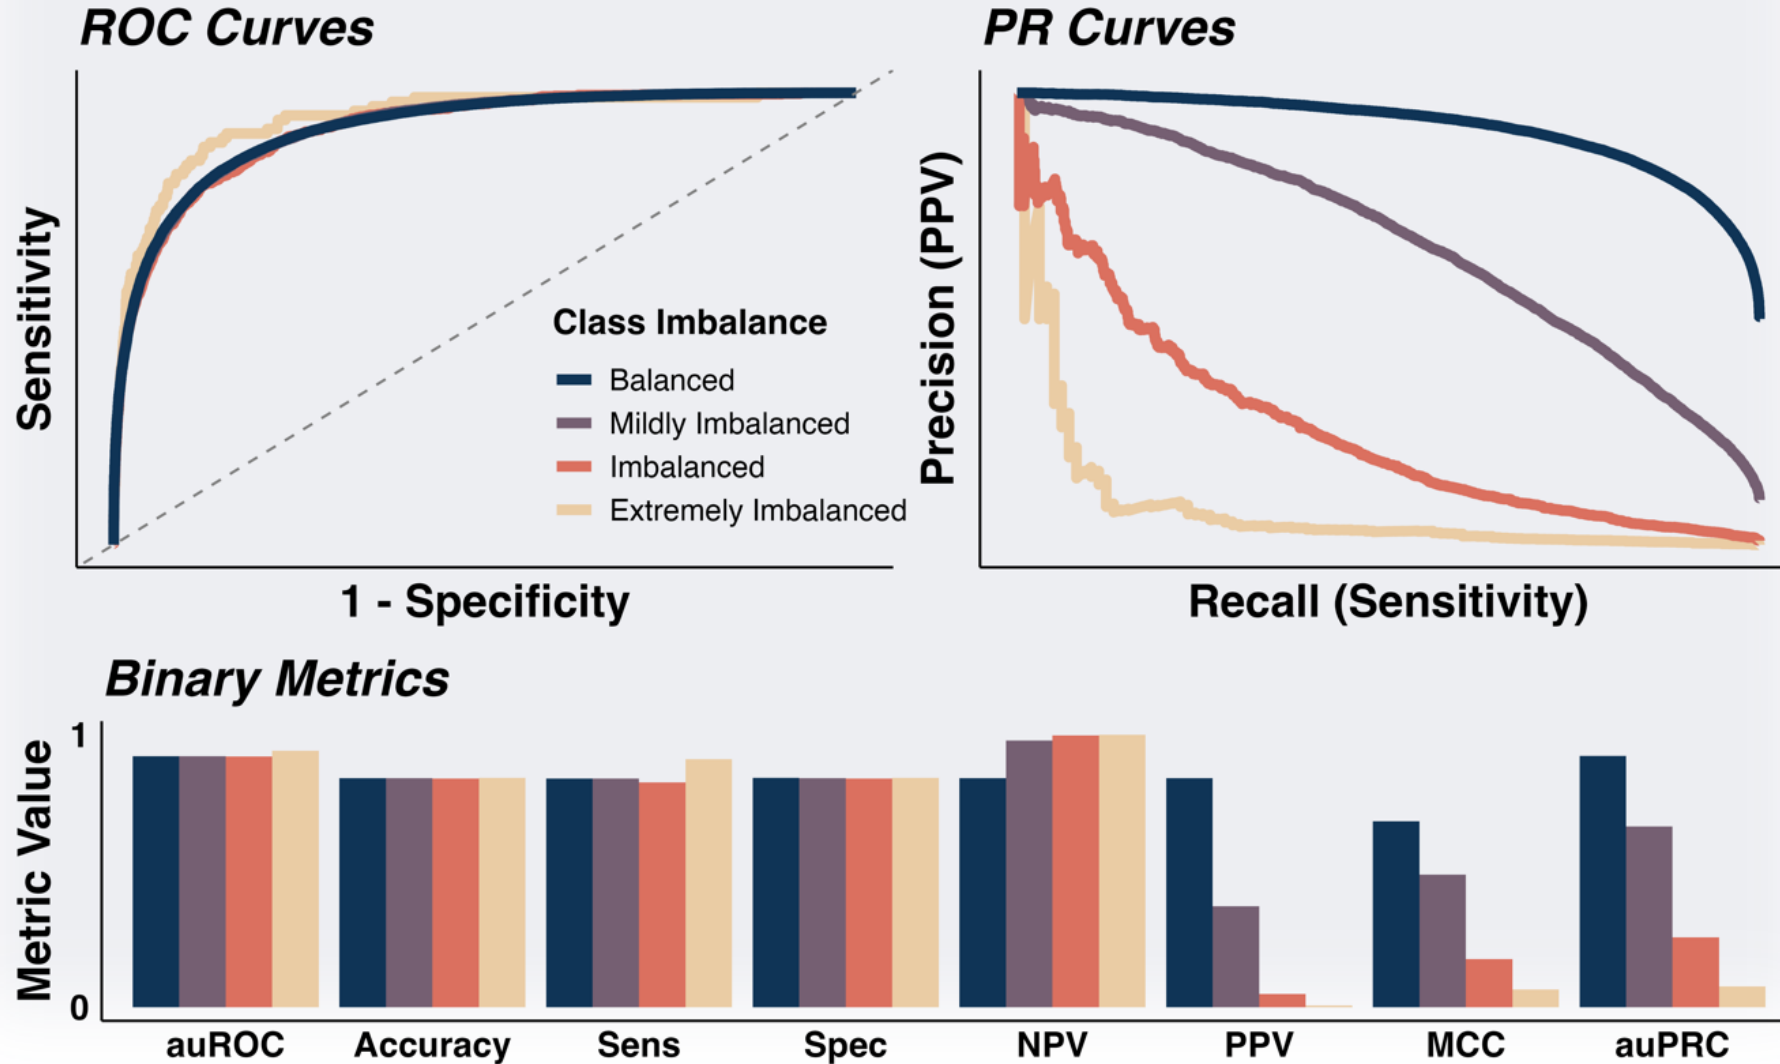 ROC Curves
Sensitivity
Class Imbalance
Balanced
Mildly Imbalanced
Imbalanced
Extremely Imbalanced
1 - Specificity
PR Curves
Precision (PPV)
Recall (Sensitivity)
Binary Metrics
Metric Value
1
0
auROC Accuracy Sens Spec NPV PPV MCC auPRC